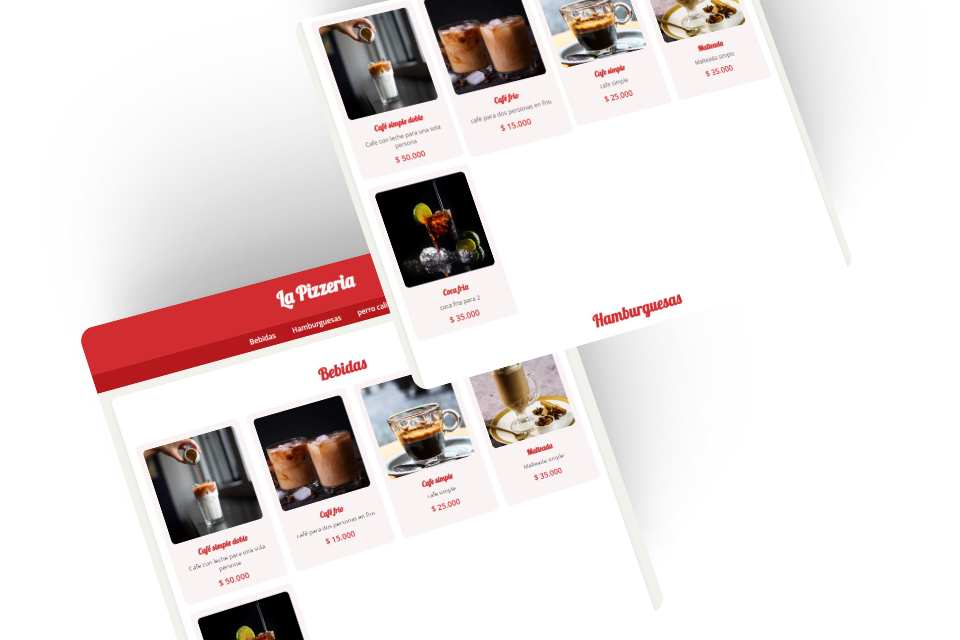 Café simple doble
Cafe con leche para una sola
persona
$ 50.000
Café frio
café para dos personas en frio
$ 15.000
Cafe simple
cafe simple
$ 25.000
Malteada
Malteada simple
$ 35.000
Coca fria
coca fria para 2
$ 35.000
Hamburguesas
La Pizzeria
Bebidas
Hamburguesas
perro
Bebidas
Café simple doble
Cafe con leche para una sola
persona
$ 50.000
Café frio
café para dos personas en frio
$ 15.000
Cafe simple
cafe simple
$ 25.000
Malteada
Malteada simple
$ 35.000